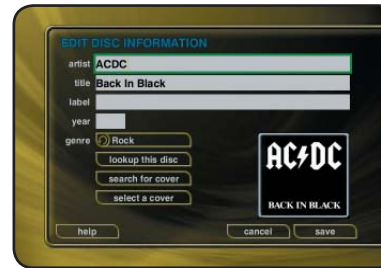 EDIT DISC INFORMATION
artist ACDC
title Back In Black
label
year
genre Rock
lookup this disc
search for cover
select a cover
AC⚡DC
BACK IN BLACK
help cancel save